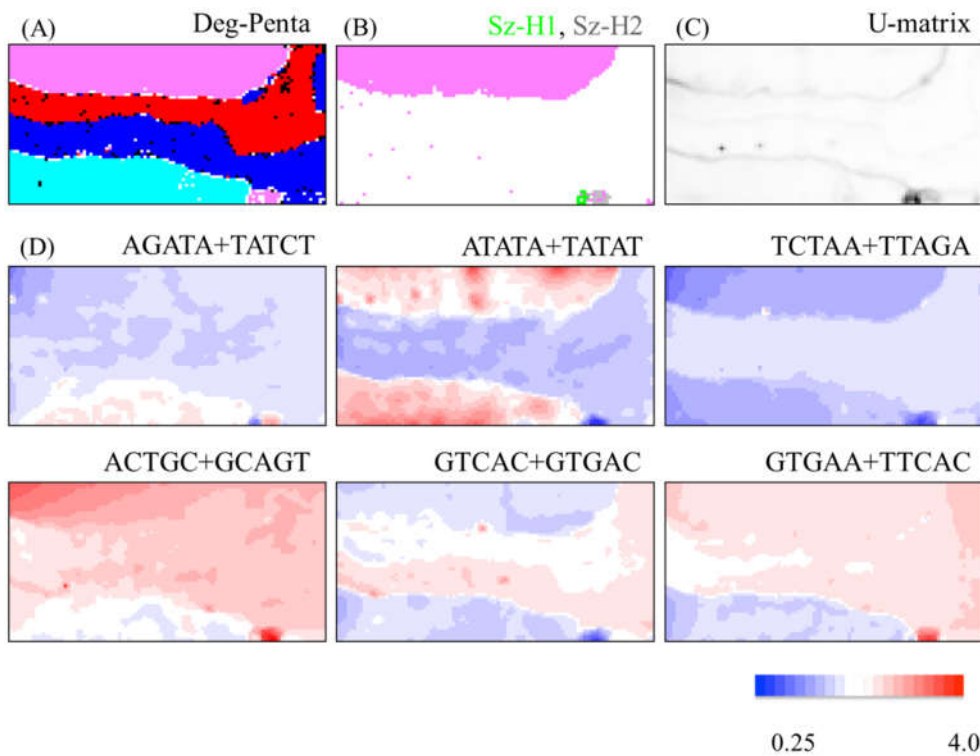 (A) Deg-Penta
(B) Sz-H1, Sz-H2
(C) U-matrix
(D) AGATA+TATCT
ATATA+TATAT
TCTAA+TTAGA
ACTGC+GCAGT
GTCAC+GTGAC
GTGAA+TTCAC
0.25 4.0